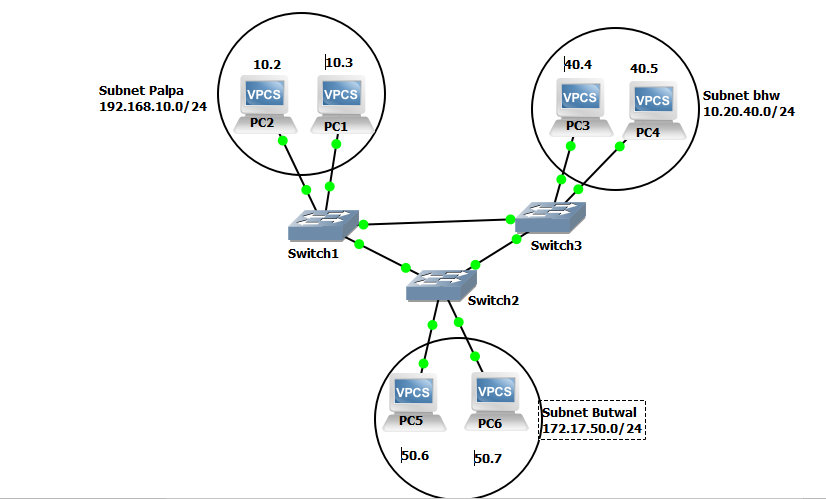 10.2
10.3
Subnet Palpa
192.168.10.0/24
VPCS
VPCS
PC2
PC1
40.4
40.5
Subnet bhw
10.20.40.0/24
VPCS
VPCS
PC3
PC4
Switch1
Switch3
Switch2
VPCS
VPCS
PC5
PC6
Subnet Butwal
172.17.50.0/24
50.6
50.7